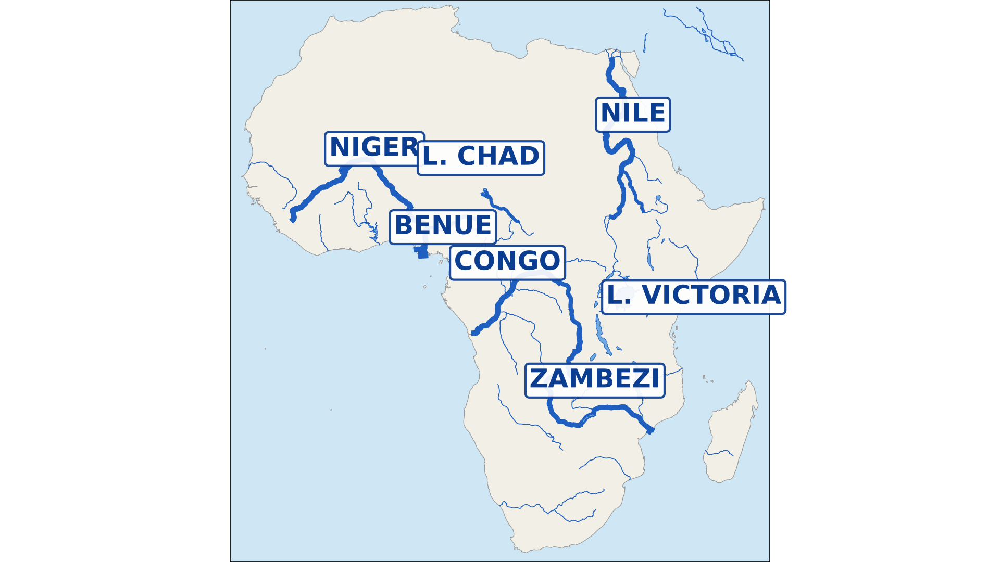 NILE
NIGER
L. CHAD
BENUE
CONGO
L. VICTORIA
ZAMBEZI